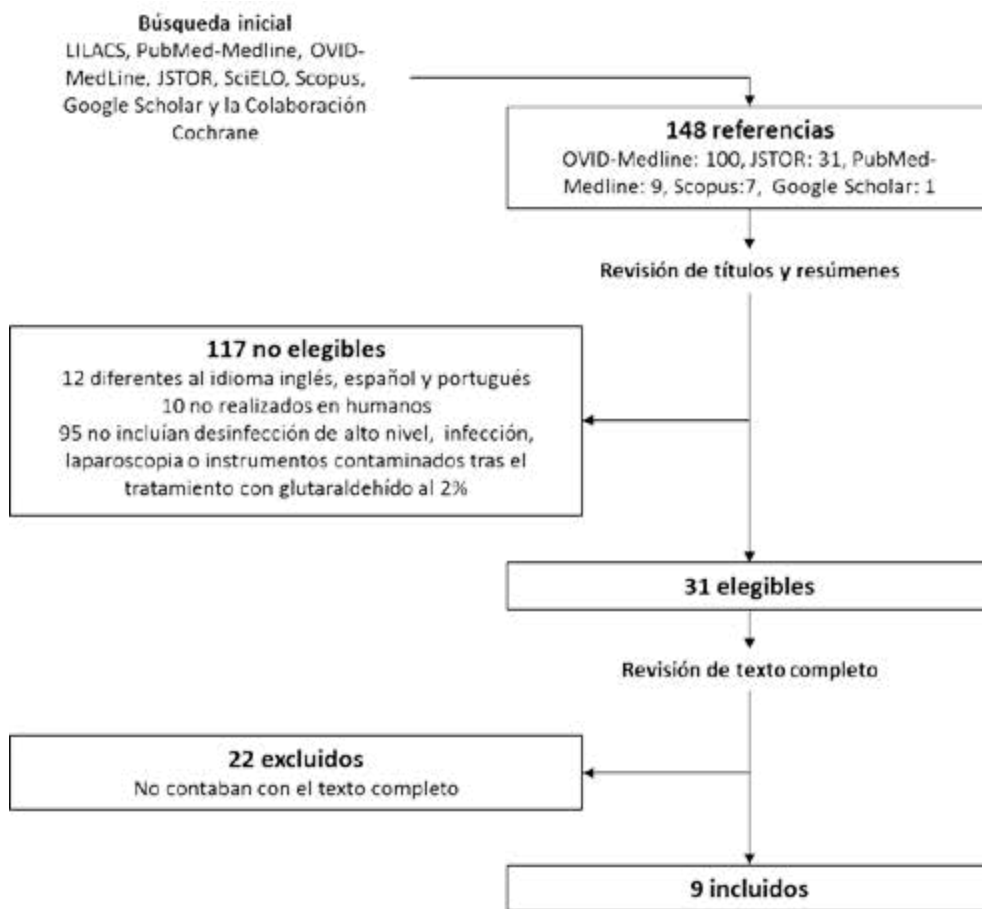 Búsqueda inicial
LILACS, PubMed-Medline, OVID-
MedLine, JSTOR, SciELO, Scopus,
Google Scholar y la Colaboración
Cochrane
148 referencias
OVID-Medline: 100, JSTOR: 31, PubMed-
Medline: 9, Scopus:7, Google Scholar: 1
Revisión de títulos y resúmenes
117 no elegibles
12 diferentes al idioma inglés, español y portugués
10 no realizados en humanos
95 no incluían desinfección de alto nivel, infección,
laparoscopia o instrumentos contaminados tras el
tratamiento con glutaraldehído al 2%
31 elegibles
Revisión de texto completo
22 excluidos
No contaban con el texto completo
9 incluidos